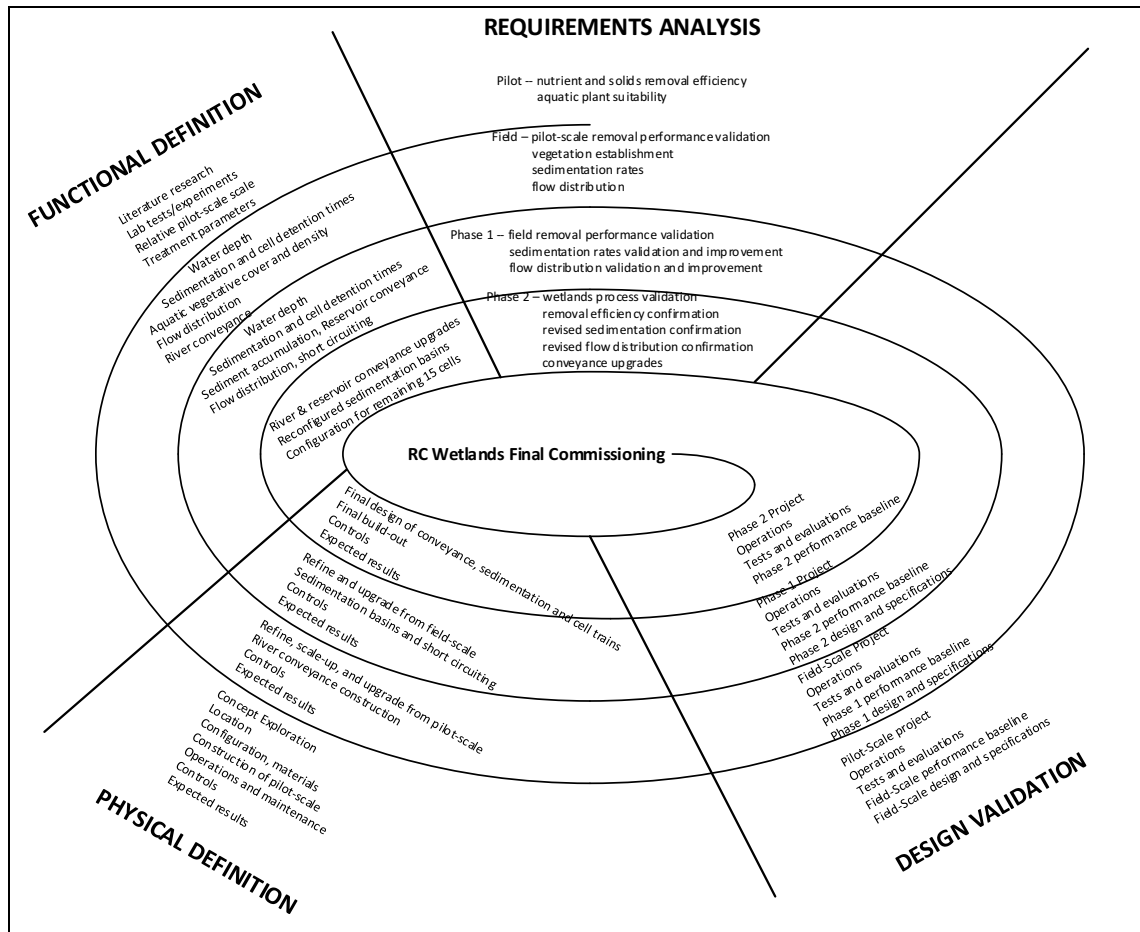 REQUIREMENTS ANALYSIS
Pilot -- nutrient and solids removal efficiency
aquatic plant suitability
Field – pilot-scale removal performance validation
vegetation establishment
sedimentation rates
flow distribution
Phase 1 – field removal performance validation
sedimentation rates validation and improvement
flow distribution validation and improvement
Phase 2 – wetlands process validation
removal efficiency confirmation
revised sedimentation confirmation
revised flow distribution confirmation
conveyance upgrades
FUNCTIONAL DEFINITION
Literature research
Lab tests/experiments
Relative pilot-scale scale
Treatment parameters
Water depth
Sedimentation and cell detention times
Aquatic vegetative cover and density
Flow distribution
River conveyance
Water depth
Sedimentation and cell detention times
Sediment accumulation, Reservoir conveyance
Flow distribution, short circuiting
River & reservoir conveyance upgrades
Reconfigured sedimentation basins
Configuration for remaining 15 cells
RC Wetlands Final Commissioning
Final design of conveyance, sedimentation and cell trains
Final build-out
Controls
Expected results
Refine and upgrade from field-scale
Sedimentation basins and short circuiting
Controls
Expected results
Refine, scale-up, and upgrade from pilot-scale
River conveyance construction
Controls
Expected results
Concept Exploration
Location
Configuration, materials
Construction of pilot-scale
Operations and maintenance
Controls
Expected results
PHYSICAL DEFINITION
Phase 2 Project
Operations
Tests and evaluations
Phase 2 performance baseline
Phase 1 Project
Operations
Tests and evaluations
Phase 2 performance baseline
Phase 2 design and specifications
Field-Scale Project
Operations
Tests and evaluations
Phase 1 performance baseline
Phase 1 design and specifications
Pilot-Scale project
Operations
Tests and evaluations
Field-Scale performance baseline
Field-Scale design and specifications
DESIGN VALIDATION